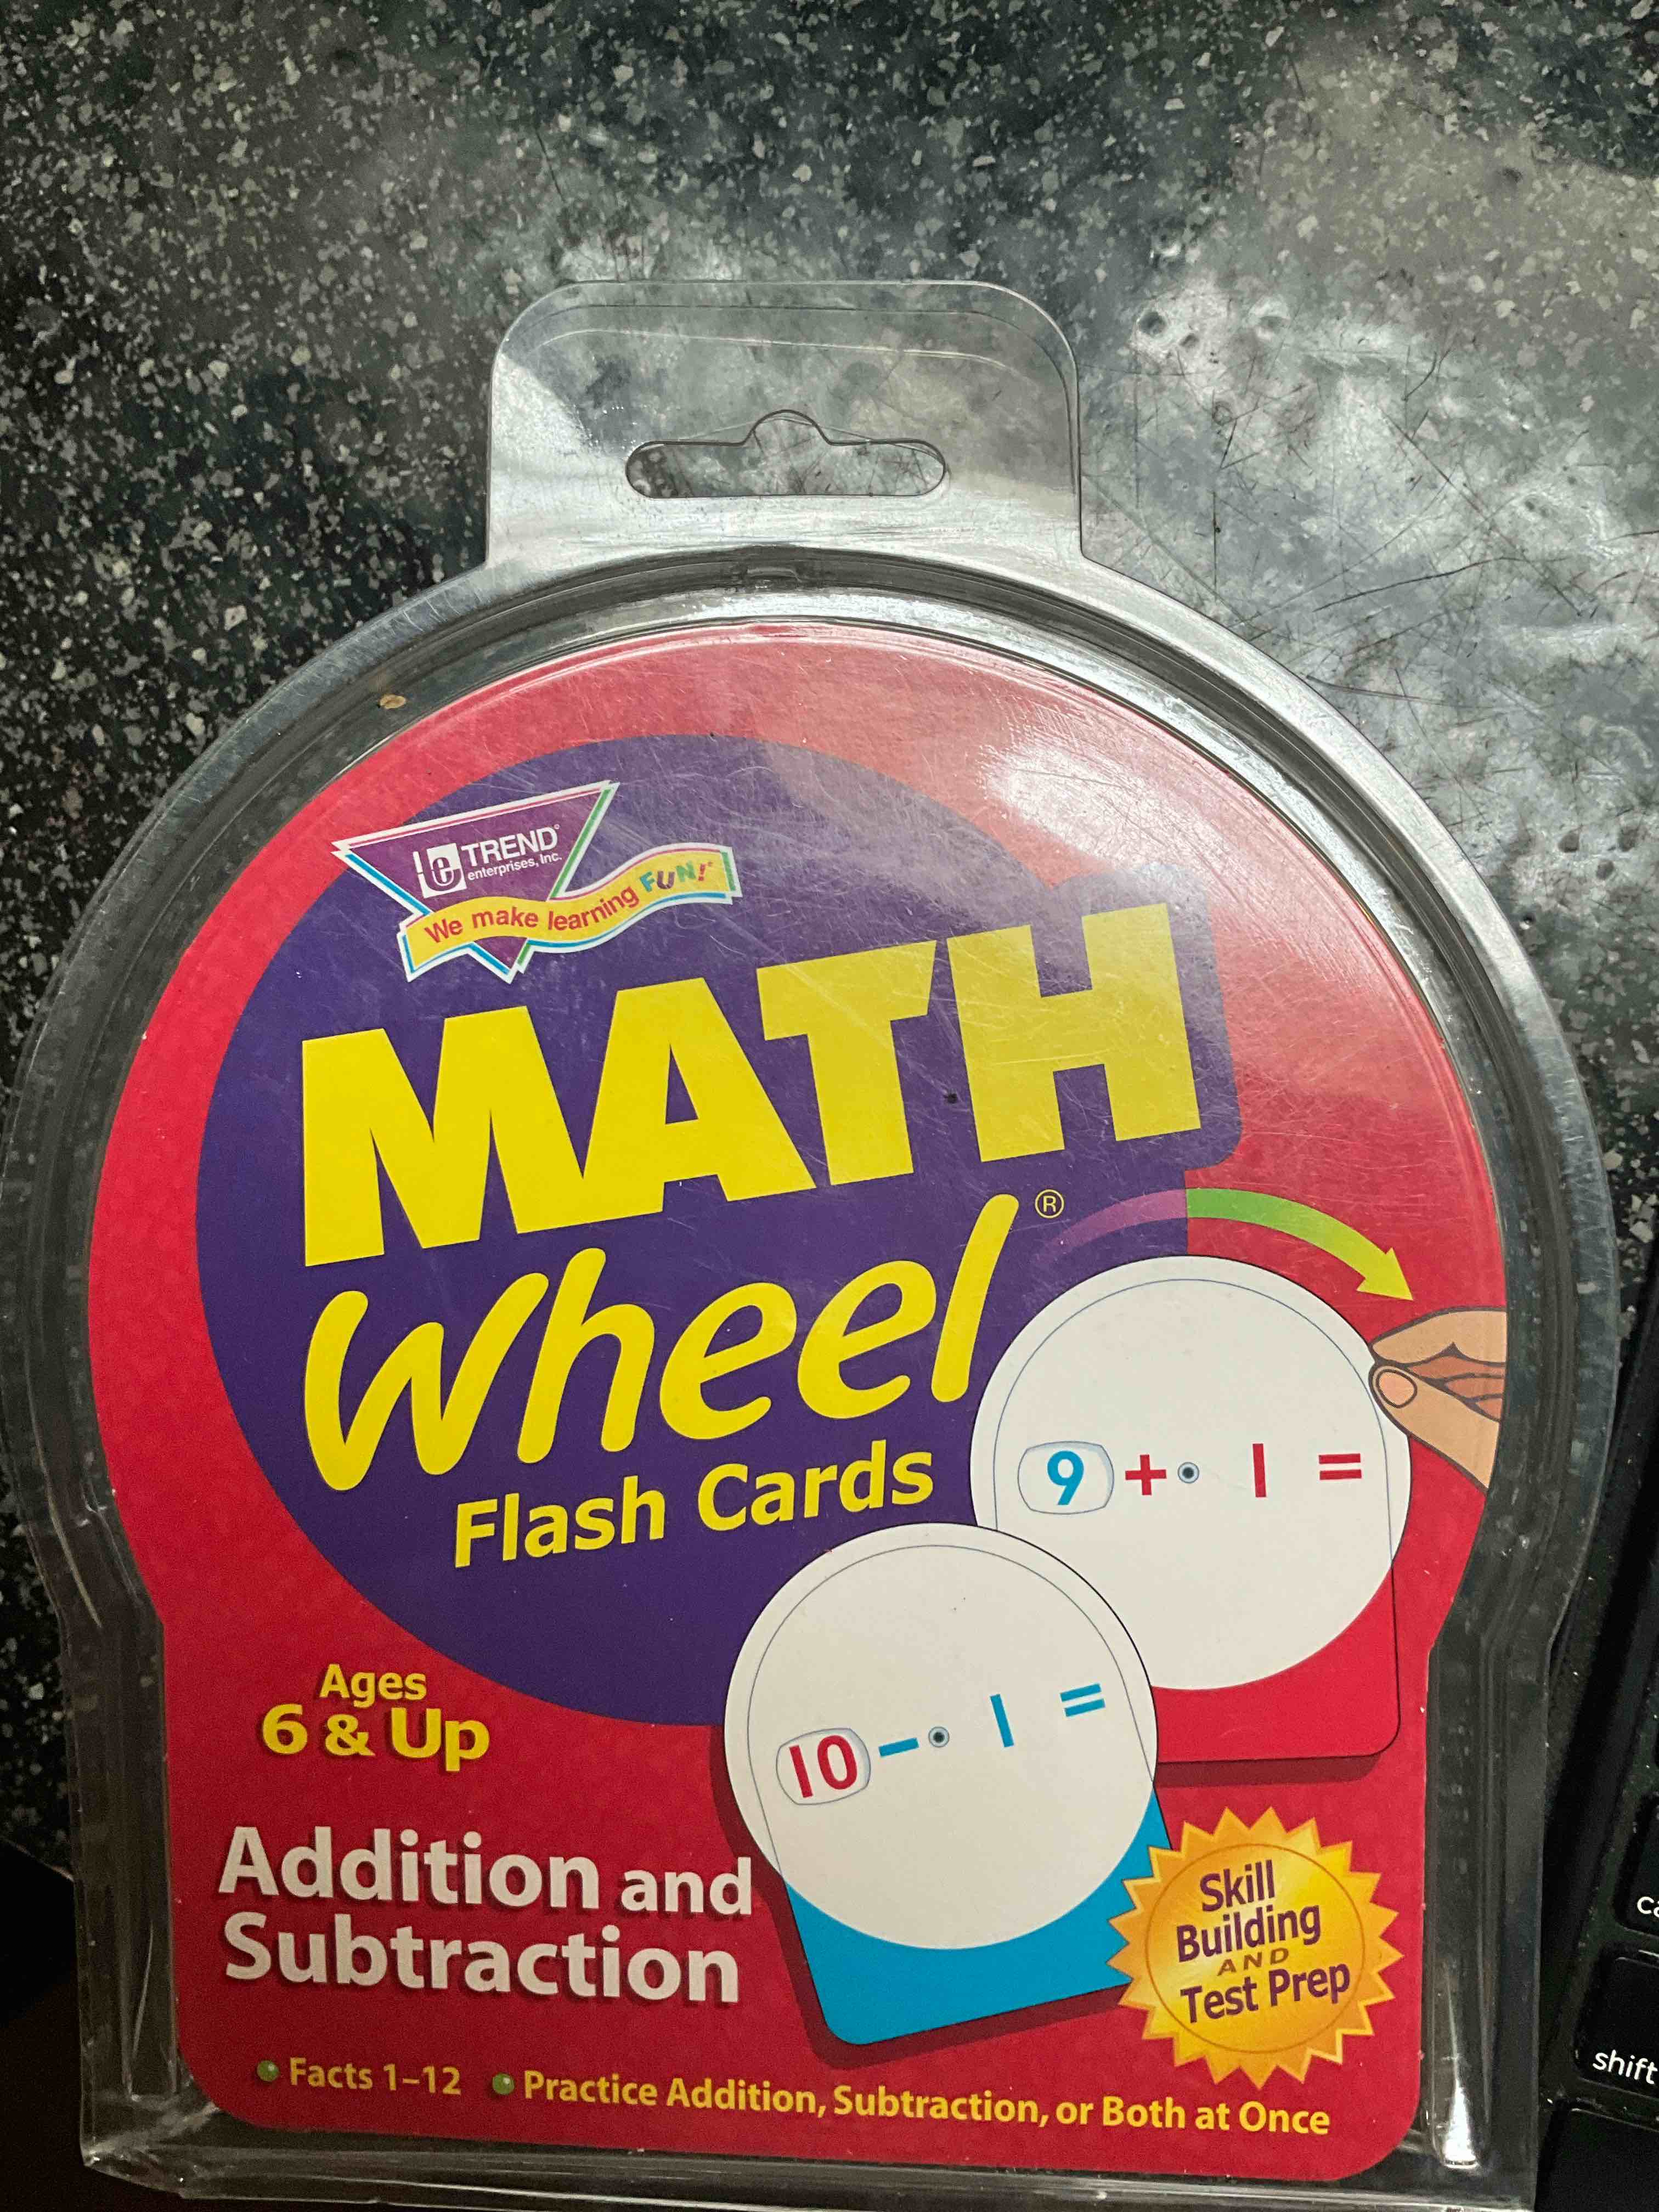 TREND®
enterprises, Inc.
We make learning FUN!®
MATH
Wheel®
Flash Cards
9 + 1 =
10 - 1 =
Ages
6 & Up
Addition and
Subtraction
Skill
Building
AND
Test Prep
• Facts 1–12 • Practice Addition, Subtraction, or Both at Once
shift